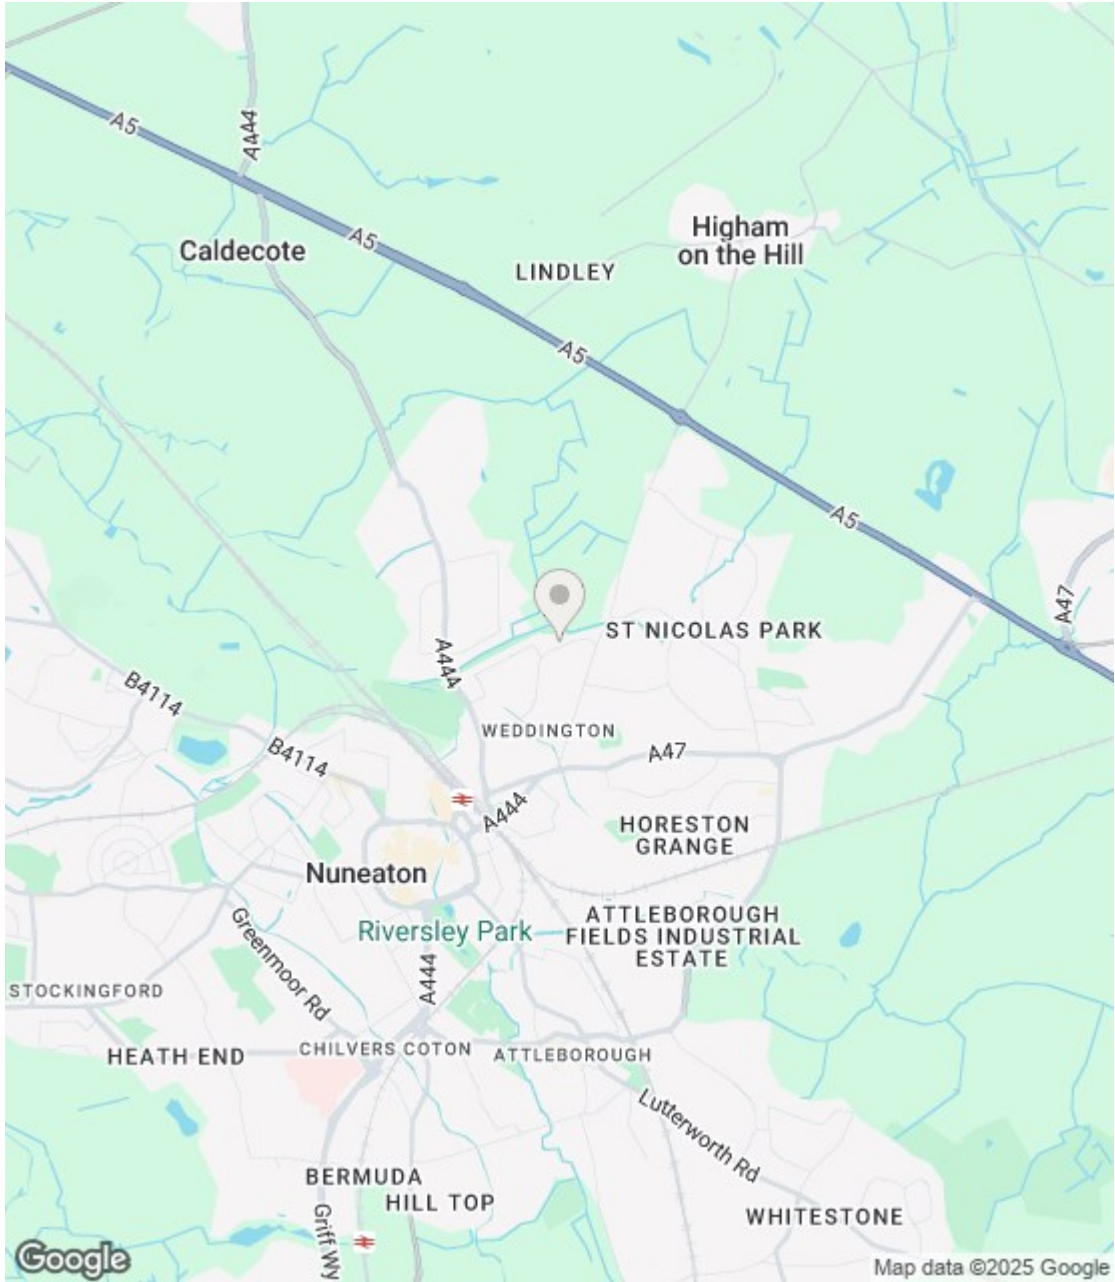 A5
A444
Caldecote
A5
Higham
on the Hill
LINDLEY
A5
A5
A47
ST NICOLAS PARK
A444
B4114
WEDDINGTON
B4114
A47
A444
HORESTON
GRANGE
Nuneaton
Riversley Park
ATTLEBOROUGH
FIELDS INDUSTRIAL
ESTATE
Greenmoor Rd
A444
STOCKINGFORD
HEATH END
CHILVERS COTON
ATTLEBOROUGH
Lutterworth Rd
BERMUDA
HILL TOP
WHITESTONE
Griff Wy
Google
Map data ©2025 Google